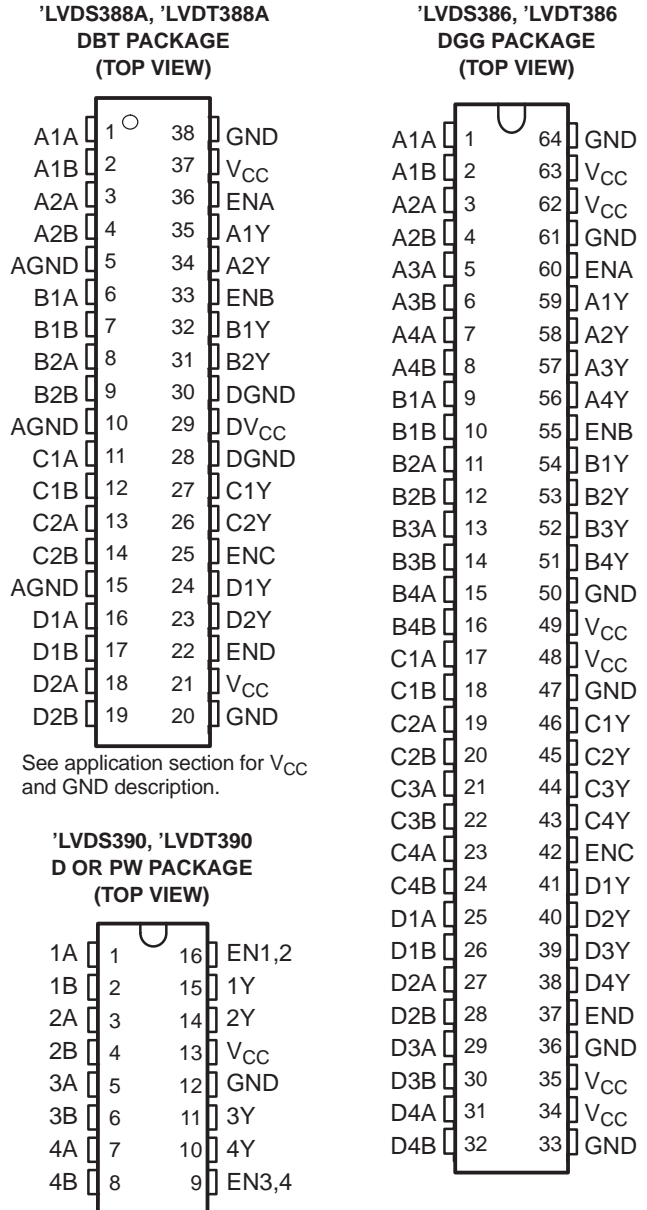 ’LVDS388A, ’LVDT388A
DBT PACKAGE
(TOP VIEW)
A1A 1 38 GND
A1B 2 37 VCC
A2A 3 36 ENA
A2B 4 35 A1Y
AGND 5 34 A2Y
B1A 6 33 ENB
B1B 7 32 B1Y
B2A 8 31 B2Y
B2B 9 30 DGND
AGND 10 29 DVCC
C1A 11 28 DGND
C1B 12 27 C1Y
C2A 13 26 C2Y
C2B 14 25 ENC
AGND 15 24 D1Y
D1A 16 23 D2Y
D1B 17 22 END
D2A 18 21 VCC
D2B 19 20 GND
See application section for VCC
and GND description.
’LVDS390, ’LVDT390
D OR PW PACKAGE
(TOP VIEW)
1A 1 16 EN1,2
1B 2 15 1Y
2A 3 14 2Y
2B 4 13 VCC
3A 5 12 GND
3B 6 11 3Y
4A 7 10 4Y
4B 8 9 EN3,4
’LVDS386, ’LVDT386
DGG PACKAGE
(TOP VIEW)
A1A 1 64 GND
A1B 2 63 VCC
A2A 3 62 VCC
A2B 4 61 GND
A3A 5 60 ENA
A3B 6 59 A1Y
A4A 7 58 A2Y
A4B 8 57 A3Y
B1A 9 56 A4Y
B1B 10 55 ENB
B2A 11 54 B1Y
B2B 12 53 B2Y
B3A 13 52 B3Y
B3B 14 51 B4Y
B4A 15 50 GND
B4B 16 49 VCC
C1A 17 48 VCC
C1B 18 47 GND
C2A 19 46 C1Y
C2B 20 45 C2Y
C3A 21 44 C3Y
C3B 22 43 C4Y
C4A 23 42 ENC
C4B 24 41 D1Y
D1A 25 40 D2Y
D1B 26 39 D3Y
D2A 27 38 D4Y
D2B 28 37 END
D3A 29 36 GND
D3B 30 35 VCC
D4A 31 34 VCC
D4B 32 33 GND